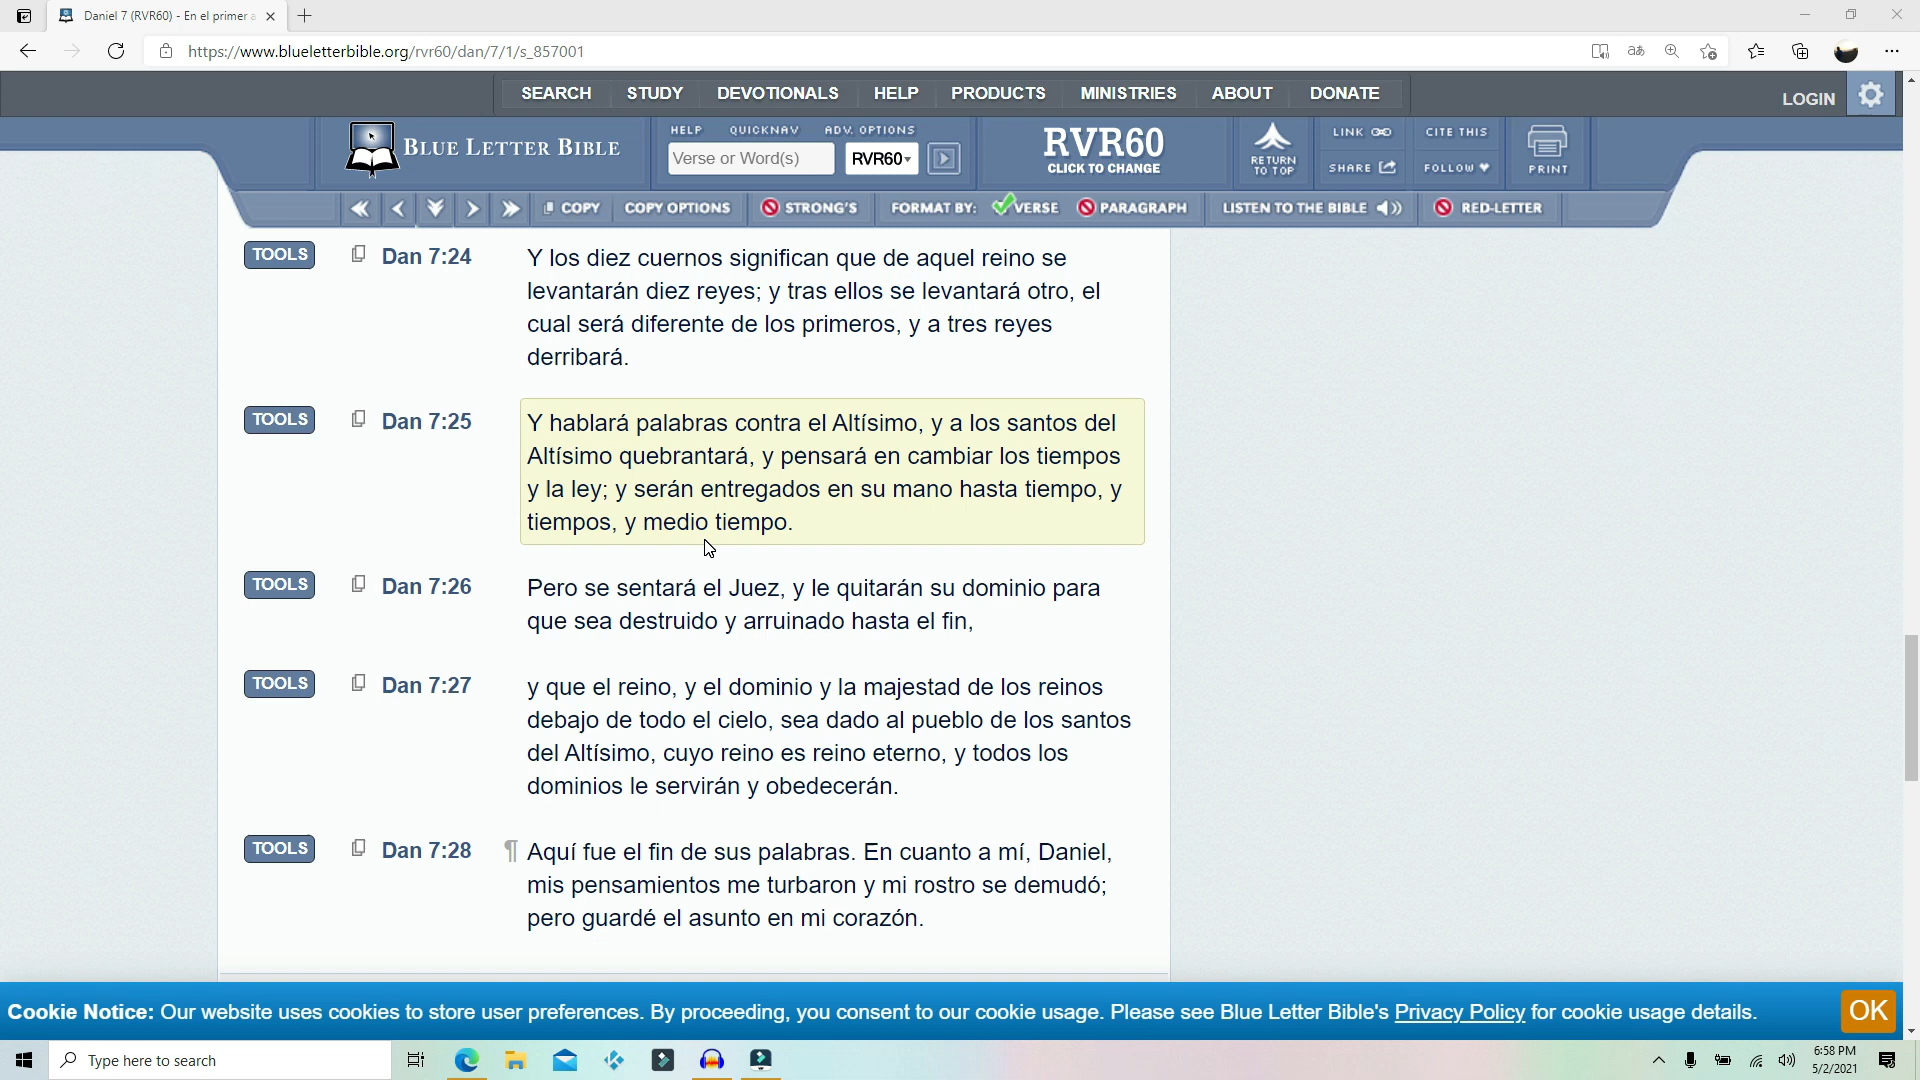 Daniel 7 (RVR60) - En el primer a
https://www.blueletterbible.org/rvr60/dan/7/1/s_857001
SEARCH STUDY DEVOTIONALS HELP PRODUCTS MINISTRIES ABOUT DONATE
LOGIN
BLUE LETTER BIBLE
HELP QUICKNAV ADV. OPTIONS
Verse or Word(s) RVR60
RVR60
CLICK TO CHANGE
RETURN
TO TOP
LINK CITE THIS
SHARE FOLLOW
PRINT
COPY COPY OPTIONS STRONG'S FORMAT BY: VERSE PARAGRAPH LISTEN TO THE BIBLE RED-LETTER
TOOLS Dan 7:24 Y los diez cuernos significan que de aquel reino se
levantarán diez reyes; y tras ellos se levantará otro, el
cual será diferente de los primeros, y a tres reyes
derribará.
TOOLS Dan 7:25 Y hablará palabras contra el Altísimo, y a los santos del
Altísimo quebrantará, y pensará en cambiar los tiempos
y la ley; y serán entregados en su mano hasta tiempo, y
tiempos, y medio tiempo.
TOOLS Dan 7:26 Pero se sentará el Juez, y le quitarán su dominio para
que sea destruido y arruinado hasta el fin,
TOOLS Dan 7:27 y que el reino, y el dominio y la majestad de los reinos
debajo de todo el cielo, sea dado al pueblo de los santos
del Altísimo, cuyo reino es reino eterno, y todos los
dominios le servirán y obedecerán.
TOOLS Dan 7:28 ¶ Aquí fue el fin de sus palabras. En cuanto a mí, Daniel,
mis pensamientos me turbaron y mi rostro se demudó;
pero guardé el asunto en mi corazón.
Cookie Notice: Our website uses cookies to store user preferences. By proceeding, you consent to our cookie usage. Please see Blue Letter Bible's Privacy Policy for cookie usage details. OK
Type here to search
6:58 PM
5/2/2021